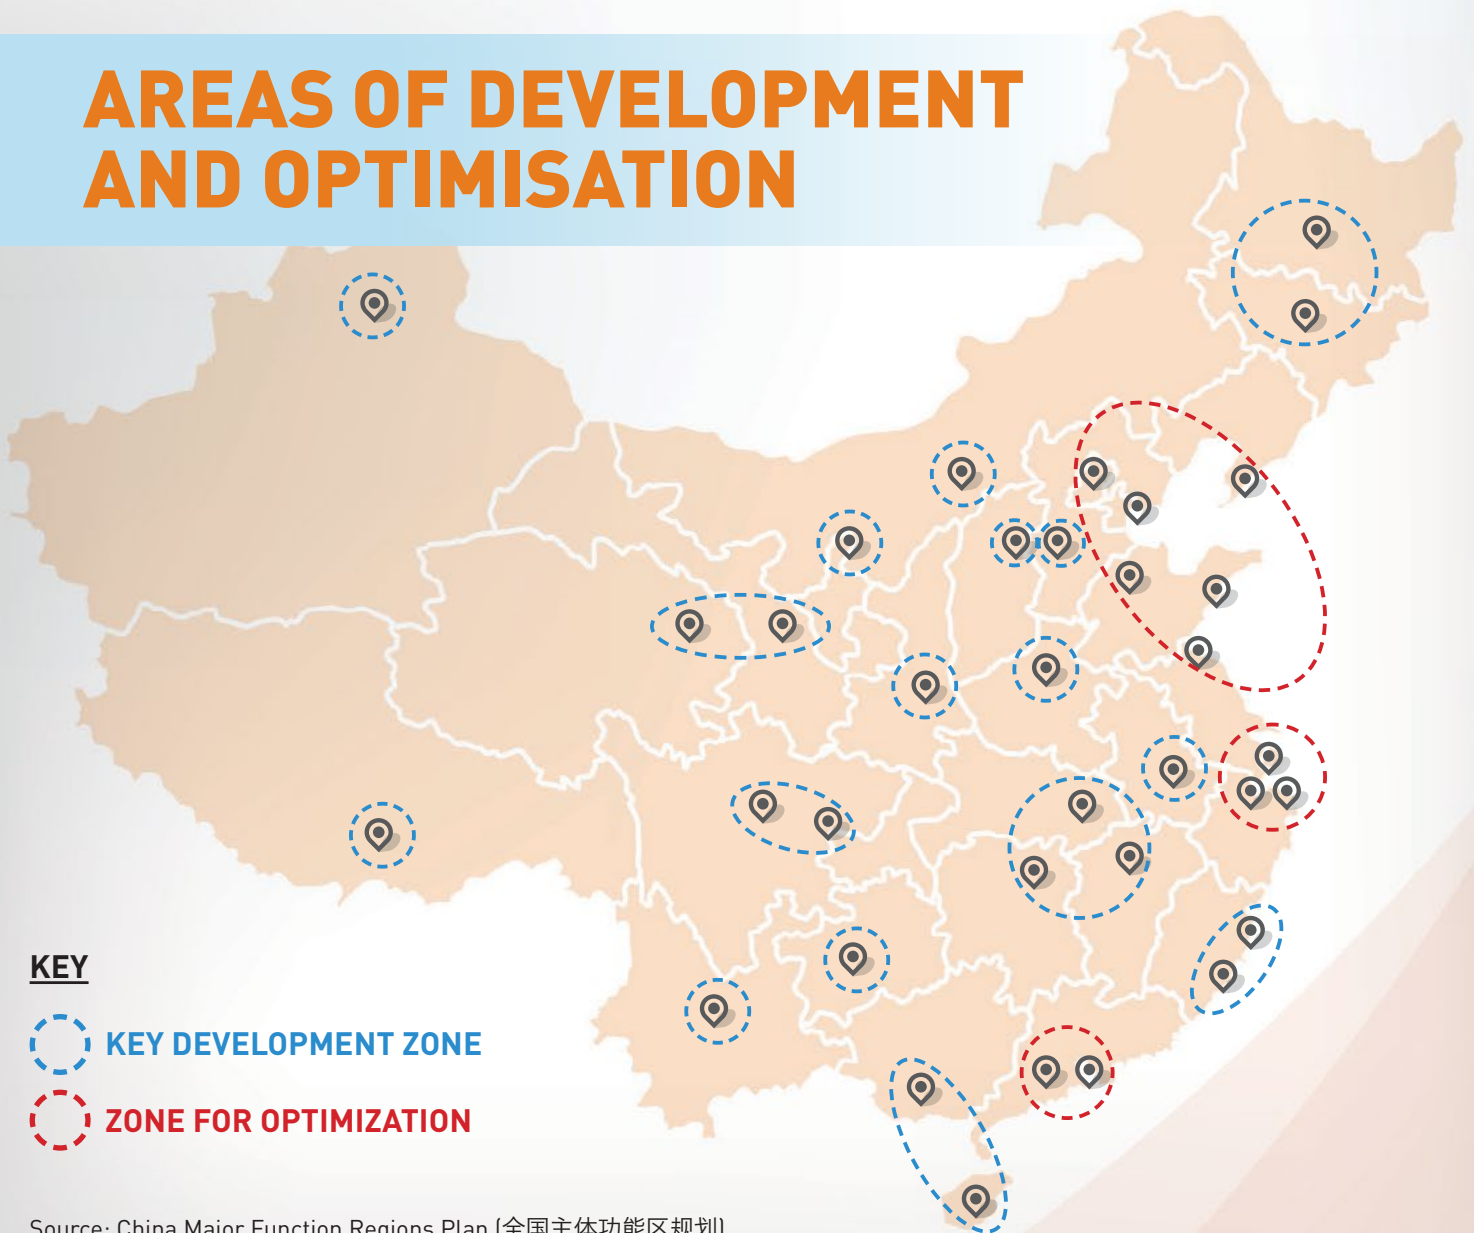 AREAS OF DEVELOPMENT
AND OPTIMISATION
KEY
KEY DEVELOPMENT ZONE
ZONE FOR OPTIMIZATION
Source: China Major Function Regions Plan (全国主体功能区规划)